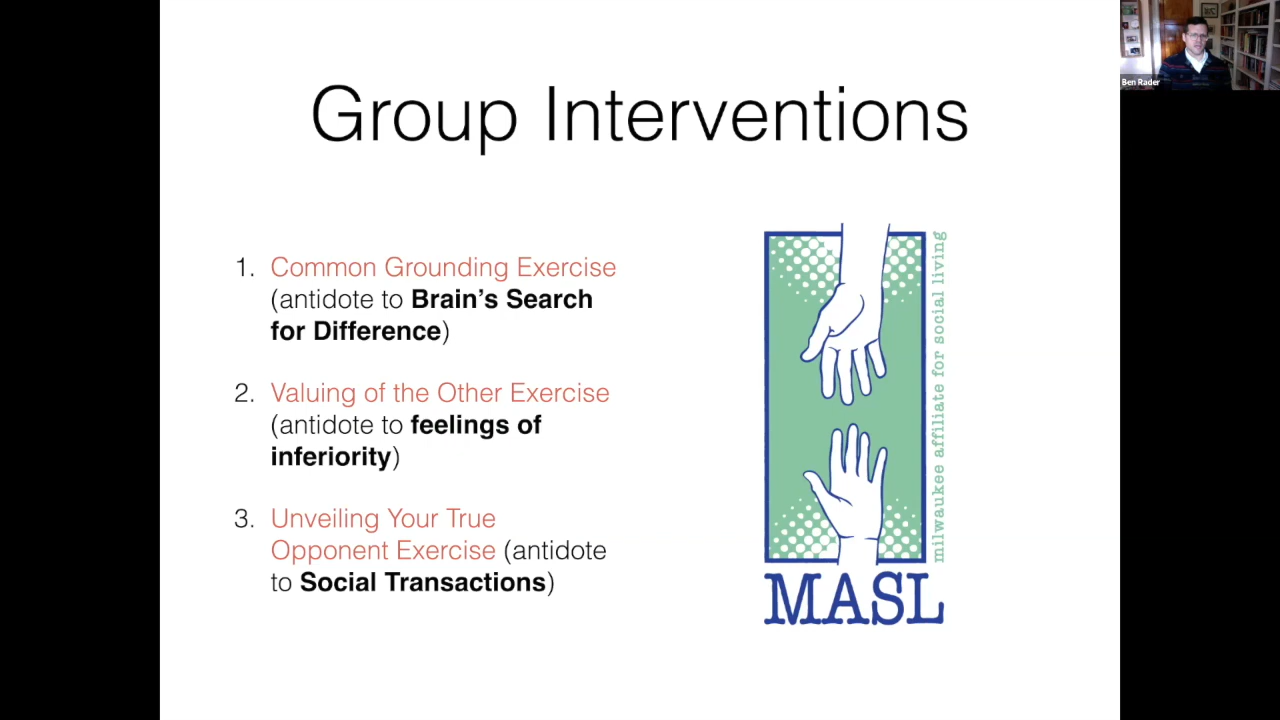 Group Interventions
1. Common Grounding Exercise
(antidote to Brain’s Search
for Difference)
2. Valuing of the Other Exercise
(antidote to feelings of
inferiority)
3. Unveiling Your True
Opponent Exercise (antidote
to Social Transactions)
milwaukee affiliate for social living
MASL
Ben Rader